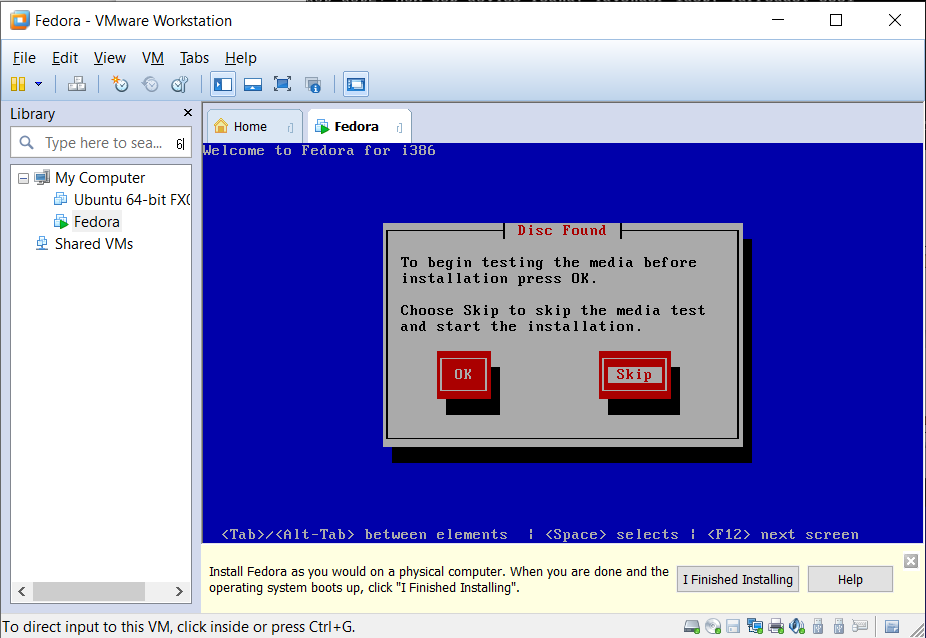 Fedora - VMware Workstation
File Edit View VM Tabs Help
Library
Type here to sea...
My Computer
Ubuntu 64-bit FX
Fedora
Shared VMs
Home
Fedora
Welcome to Fedora for i386
Disc Found
To begin testing the media before
installation press OK.
Choose Skip to skip the media test
and start the installation.
OK
Skip
<Tab>/<Alt-Tab> between elements | <Space> selects | <F12> next screen
Install Fedora as you would on a physical computer. When you are done and the
operating system boots up, click "I Finished Installing".
I Finished Installing
Help
To direct input to this VM, click inside or press Ctrl+G.